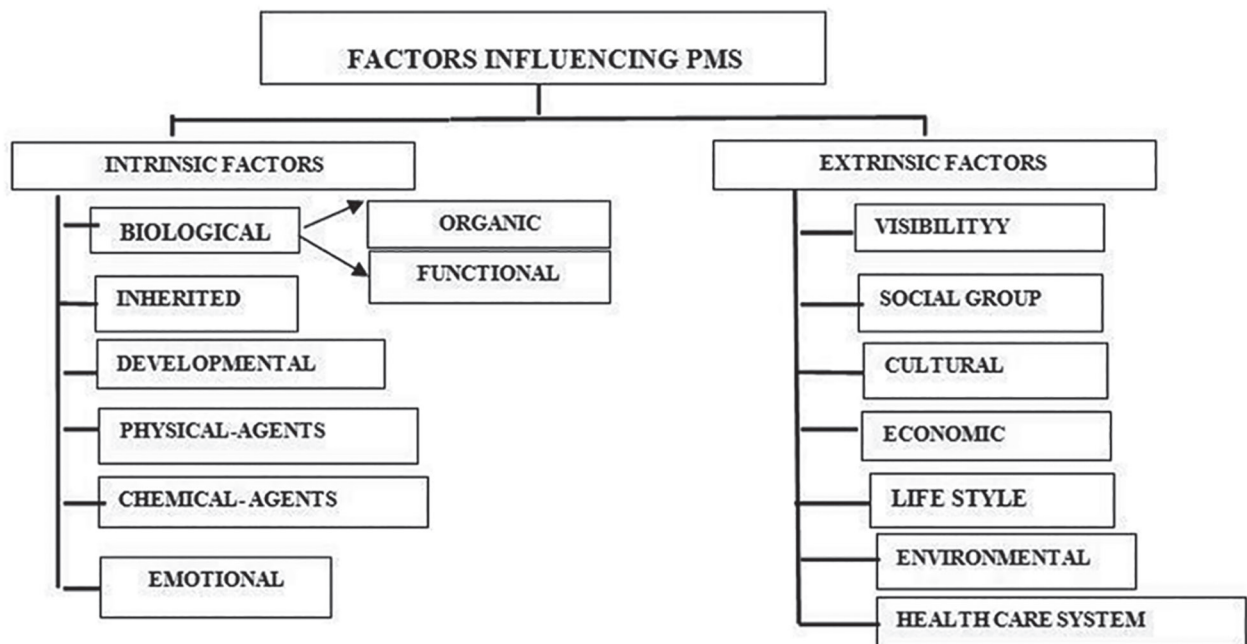 FACTORS INFLUENCING PMS
INTRINSIC FACTORS
BIOLOGICAL
ORGANIC
FUNCTIONAL
INHERITED
DEVELOPMENTAL
PHYSICAL-AGENTS
CHEMICAL- AGENTS
EMOTIONAL
EXTRINSIC FACTORS
VISIBILITYY
SOCIAL GROUP
CULTURAL
ECONOMIC
LIFE STYLE
ENVIRONMENTAL
HEALTH CARE SYSTEM